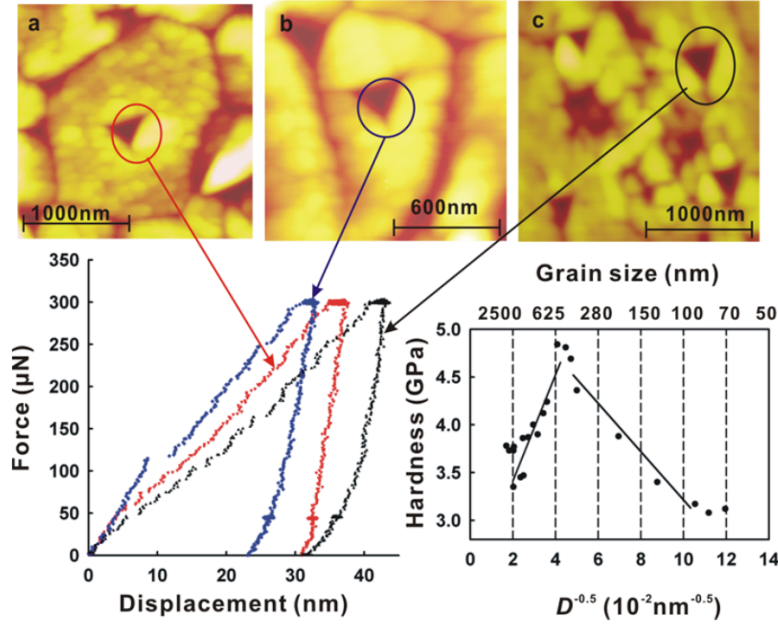 a
b
c
1000nm
600nm
1000nm
350
300
250
200
150
100
50
0
Force (µN)
0 10 20 30 40
Displacement (nm)
Grain size (nm)
2500 625 280 150 100 70 50
5.0
4.5
4.0
3.5
3.0
Hardness (GPa)
0 2 4 6 8 10 12 14
D-0.5 (10-2nm-0.5)